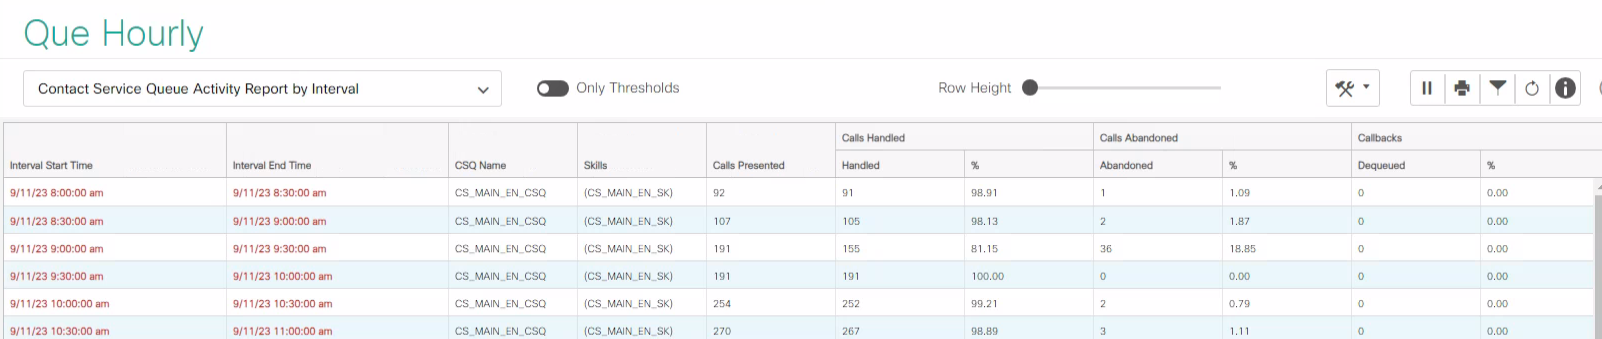 Que Hourly
Contact Service Queue Activity Report by Interval Only Thresholds Row Height
Calls Handled Calls Abandoned Callbacks
Interval Start Time Interval End Time CSQ Name Skills Calls Presented Handled % Abandoned % Dequeued %
9/11/23 8:00:00 am 9/11/23 8:30:00 am CS_MAIN_EN_CSQ (CS_MAIN_EN_SK) 92 91 98.91 1 1.09 0 0.00
9/11/23 8:30:00 am 9/11/23 9:00:00 am CS_MAIN_EN_CSQ (CS_MAIN_EN_SK) 107 105 98.13 2 1.87 0 0.00
9/11/23 9:00:00 am 9/11/23 9:30:00 am CS_MAIN_EN_CSQ (CS_MAIN_EN_SK) 191 155 81.15 36 18.85 0 0.00
9/11/23 9:30:00 am 9/11/23 10:00:00 am CS_MAIN_EN_CSQ (CS_MAIN_EN_SK) 191 191 100.00 0 0.00 0 0.00
9/11/23 10:00:00 am 9/11/23 10:30:00 am CS_MAIN_EN_CSQ (CS_MAIN_EN_SK) 254 252 99.21 2 0.79 0 0.00
9/11/23 10:30:00 am 9/11/23 11:00:00 am CS_MAIN_EN_CSQ (CS_MAIN_EN_SK) 270 267 98.89 3 1.11 0 0.00